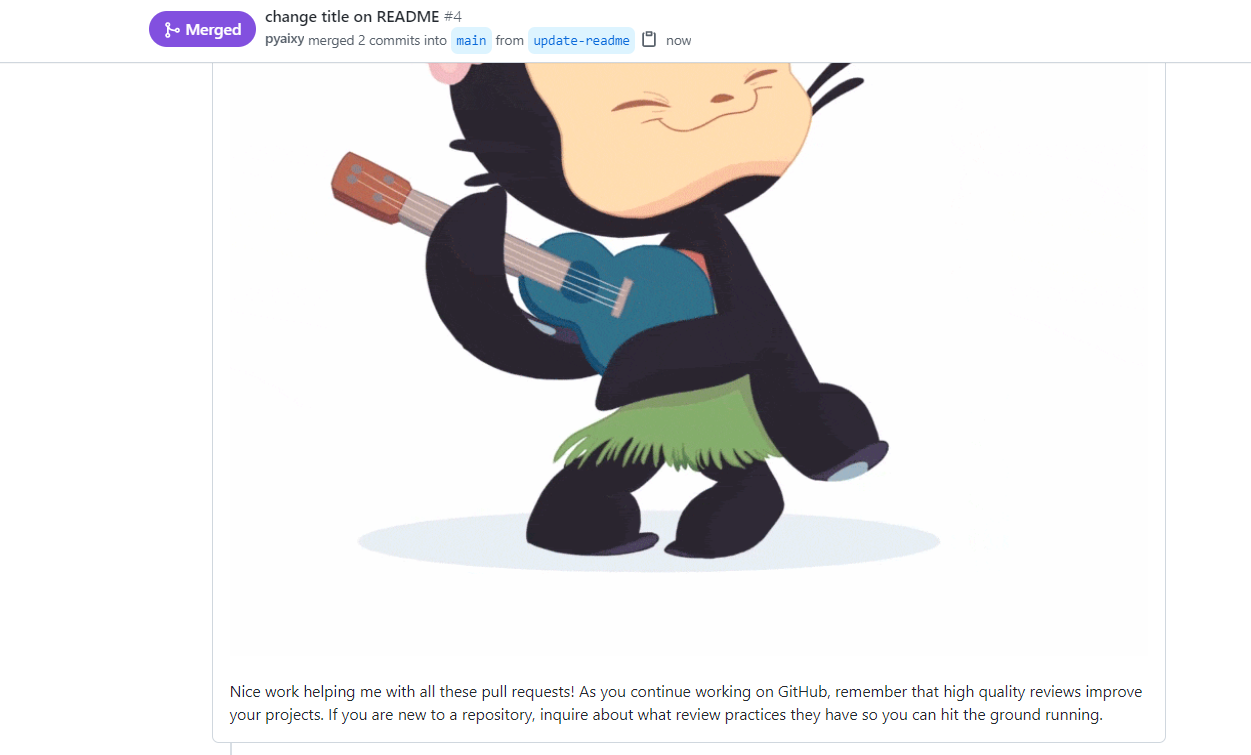 Merged
change title on README #4
pyaixy merged 2 commits into main from update-readme now
Nice work helping me with all these pull requests! As you continue working on GitHub, remember that high quality reviews improve
your projects. If you are new to a repository, inquire about what review practices they have so you can hit the ground running.